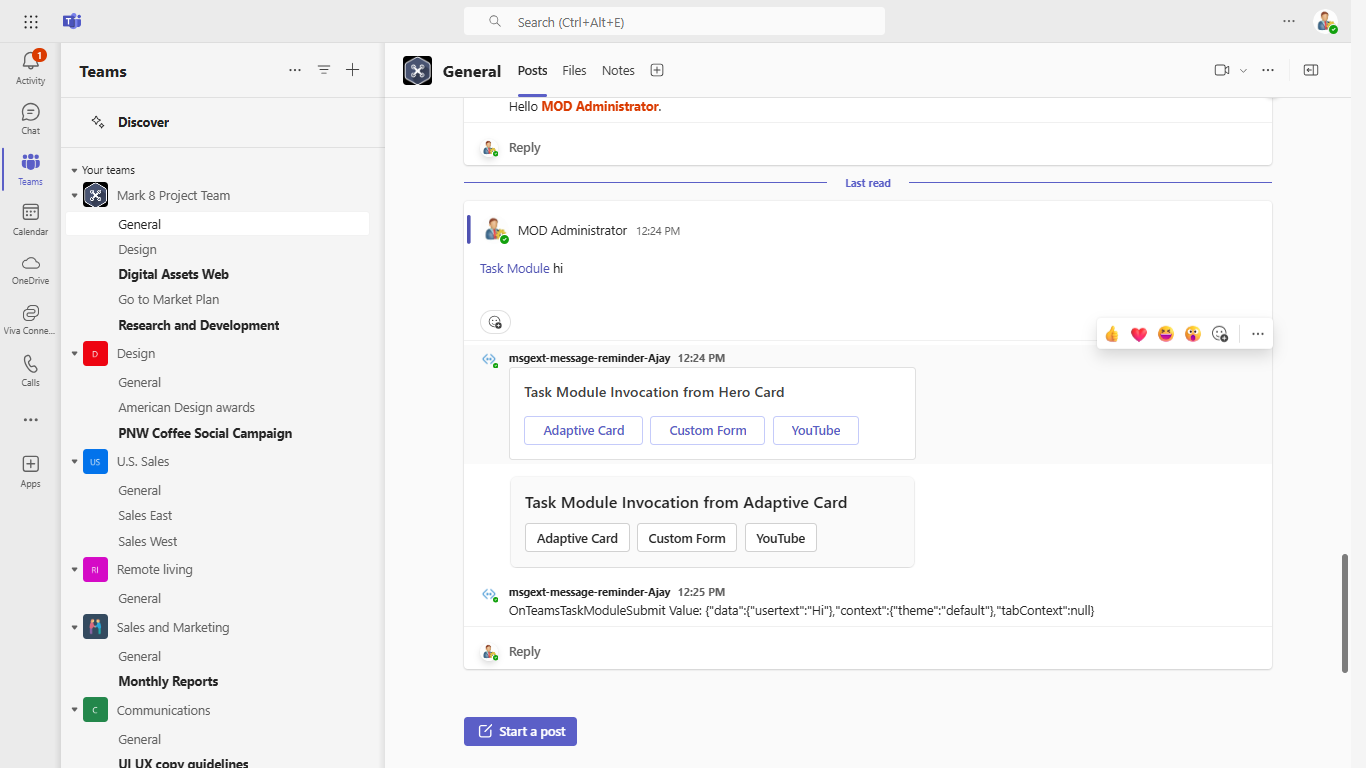 Search (Ctrl+Alt+E)
1
Activity
Chat
Teams
Calendar
OneDrive
Viva Conne...
Calls
Apps
Teams
Discover
Your teams
Mark 8 Project Team
General
Design
Digital Assets Web
Go to Market Plan
Research and Development
D Design
General
American Design awards
PNW Coffee Social Campaign
US U.S. Sales
General
Sales East
Sales West
Rl Remote living
General
Sales and Marketing
General
Monthly Reports
C Communications
General
UI UX copy guidelines
General Posts Files Notes
Hello MOD Administrator.
Reply
Last read
MOD Administrator 12:24 PM
Task Module hi
msgext-message-reminder-Ajay 12:24 PM
Task Module Invocation from Hero Card
Adaptive Card Custom Form YouTube
Task Module Invocation from Adaptive Card
Adaptive Card Custom Form YouTube
msgext-message-reminder-Ajay 12:25 PM
OnTeamsTaskModuleSubmit Value: {"data":{"usertext":"Hi"},"context":{"theme":"default"},"tabContext":null}
Reply
Start a post